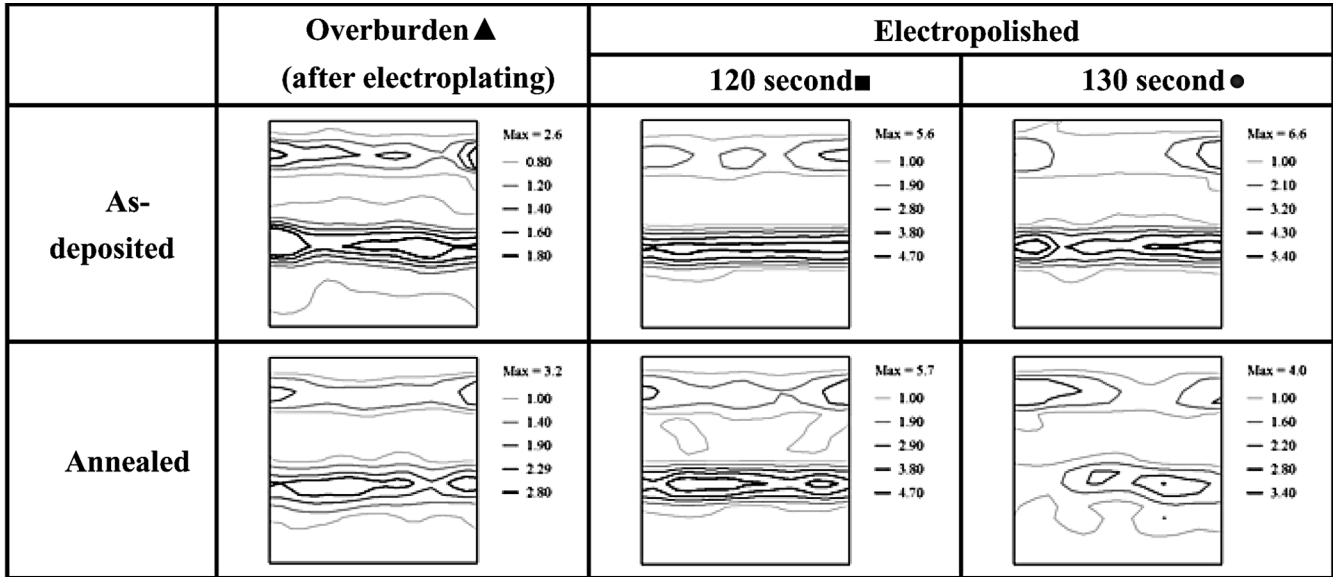 Overburden▲
(after electroplating)
Electropolished
120 second■
130 second●
As-
deposited
Max = 2.6
0.80
1.20
1.40
1.60
1.80
Max = 5.6
1.00
1.90
2.80
3.80
4.70
Max = 6.6
1.00
2.10
3.20
4.30
5.40
Annealed
Max = 3.2
1.00
1.40
1.90
2.29
2.80
Max = 5.7
1.00
1.90
2.90
3.80
4.70
Max = 4.0
1.00
1.60
2.20
2.80
3.40